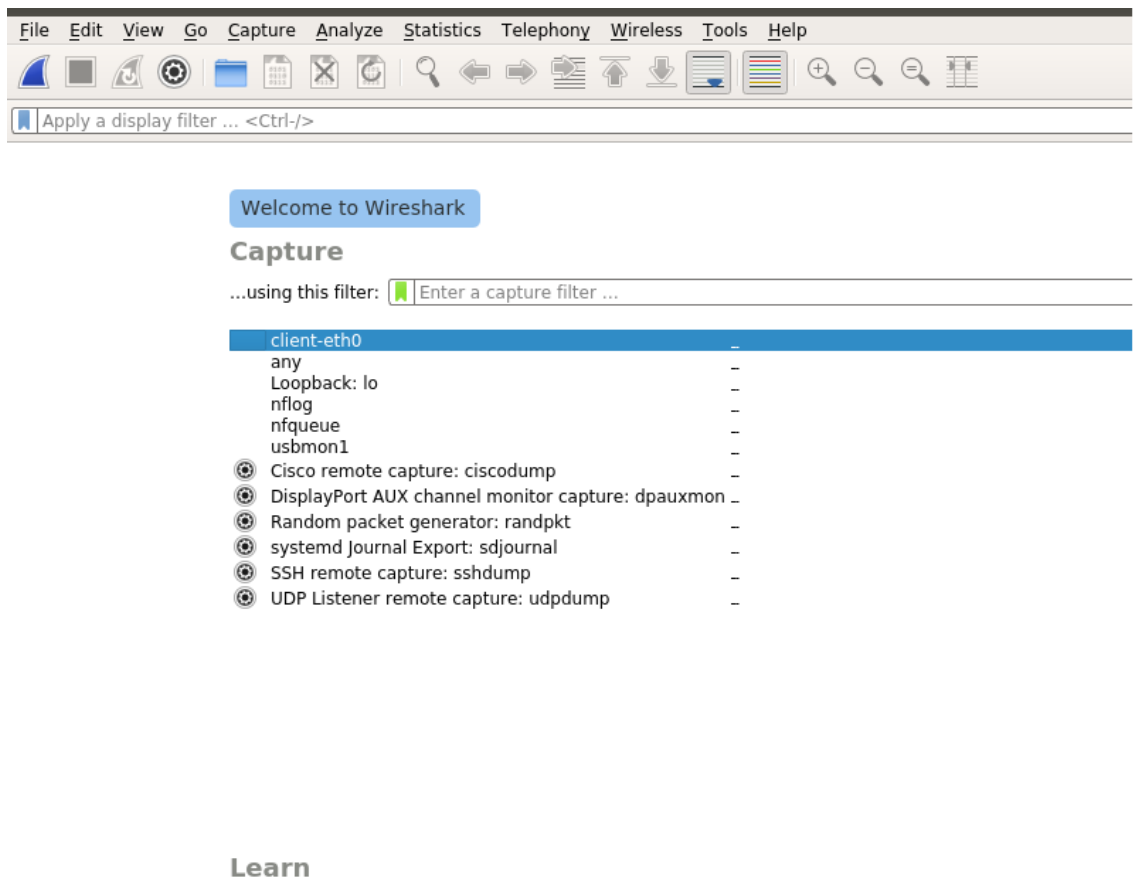 File Edit View Go Capture Analyze Statistics Telephony Wireless Tools Help
Apply a display filter ... <Ctrl-/>
Welcome to Wireshark
Capture
...using this filter: Enter a capture filter ...
client-eth0
any
Loopback: lo
nflog
nfqueue
usbmon1
Cisco remote capture: ciscodump
DisplayPort AUX channel monitor capture: dpauxmon
Random packet generator: randpkt
systemd Journal Export: sdjournal
SSH remote capture: sshdump
UDP Listener remote capture: udpdump
Learn